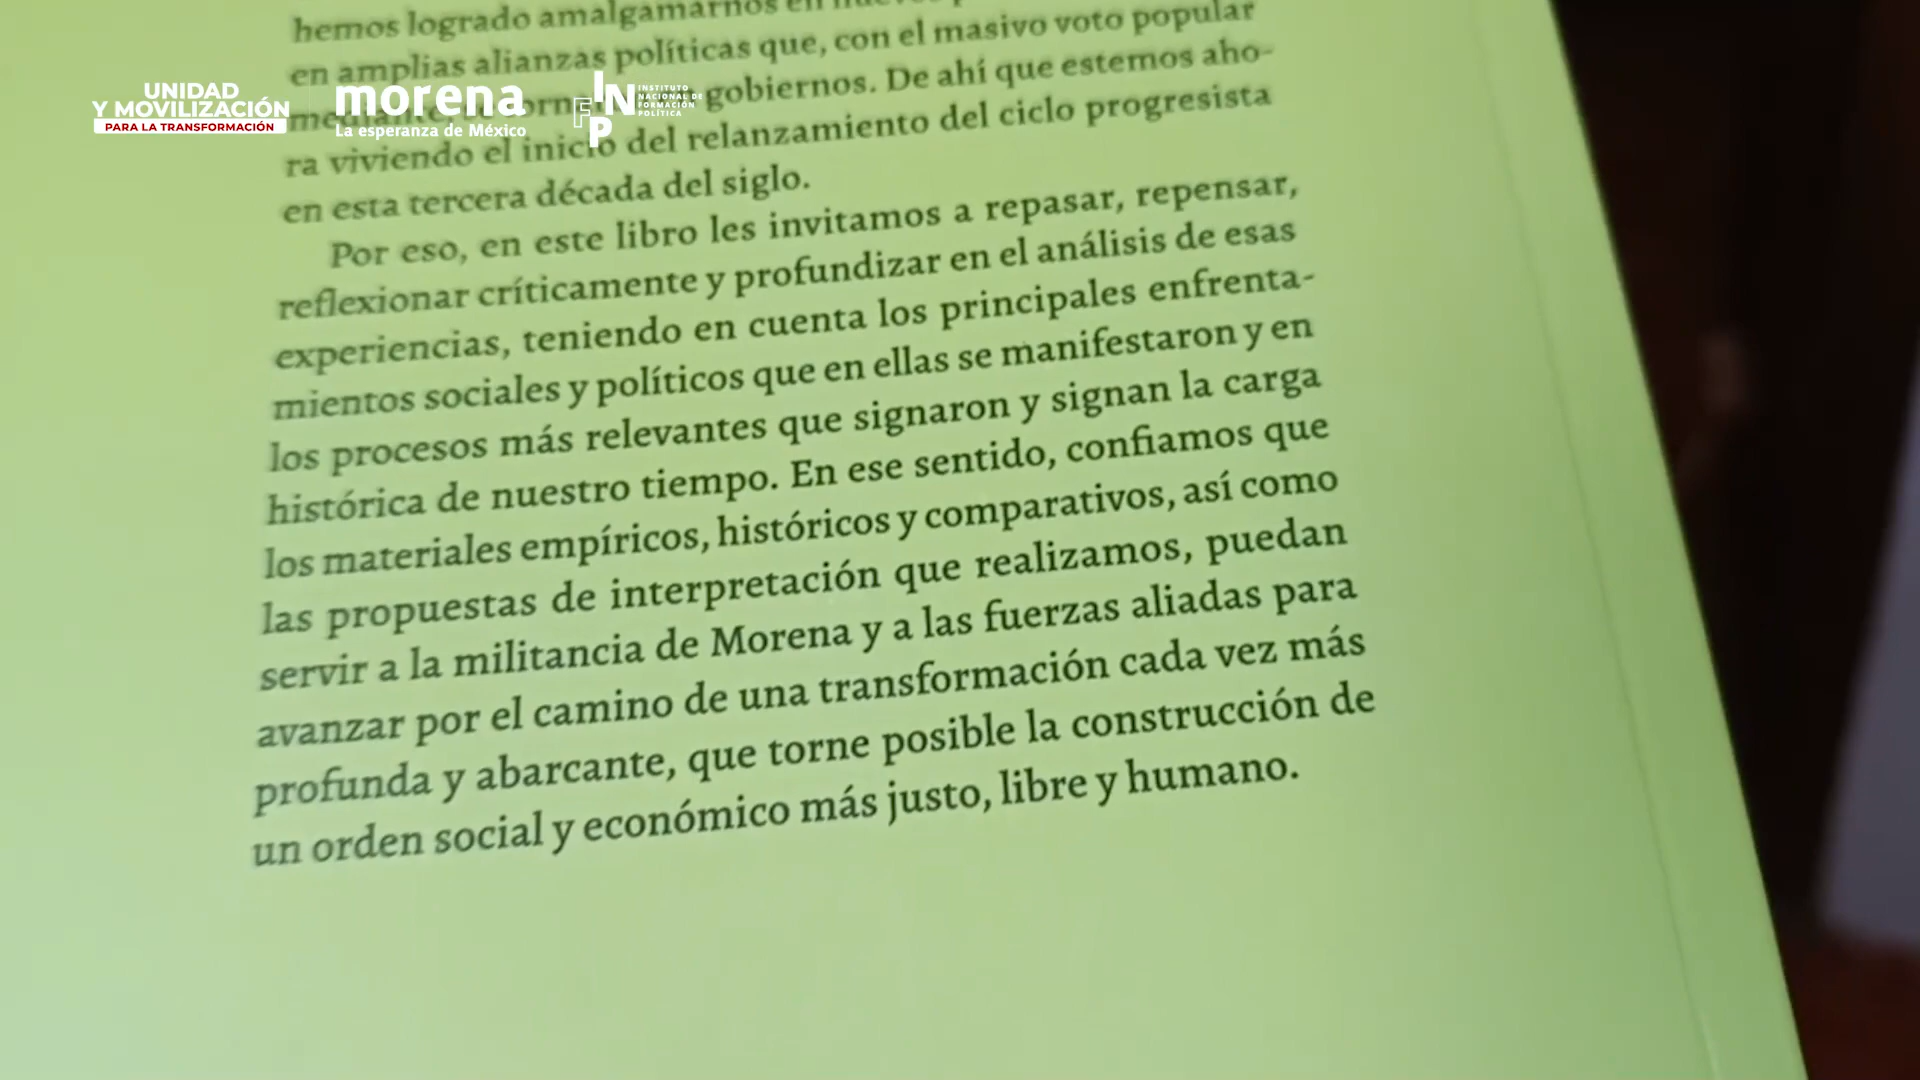 hemos logrado amalgamarnos en
en amplias alianzas políticas que, con el masivo voto popular
gobiernos. De ahí que estemos aho-
ra viviendo el inicio del relanzamiento del ciclo progresista
en esta tercera década del siglo.
Por eso, en este libro les invitamos a repasar, repensar,
reflexionar críticamente y profundizar en el análisis de esas
experiencias, teniendo en cuenta los principales enfrenta-
mientos sociales y políticos que en ellas se manifestaron y en
los procesos más relevantes que signaron y signan la carga
histórica de nuestro tiempo. En ese sentido, confiamos que
los materiales empíricos, históricos y comparativos, así como
las propuestas de interpretación que realizamos, puedan
servir a la militancia de Morena y a las fuerzas aliadas para
avanzar por el camino de una transformación cada vez más
profunda y abarcante, que torne posible la construcción de
un orden social y económico más justo, libre y humano.
UNIDAD
Y MOVILIZACIÓN
PARA LA TRANSFORMACIÓN
morena
La esperanza de México
INFP
INSTITUTO
NACIONAL DE
FORMACIÓN
POLÍTICA